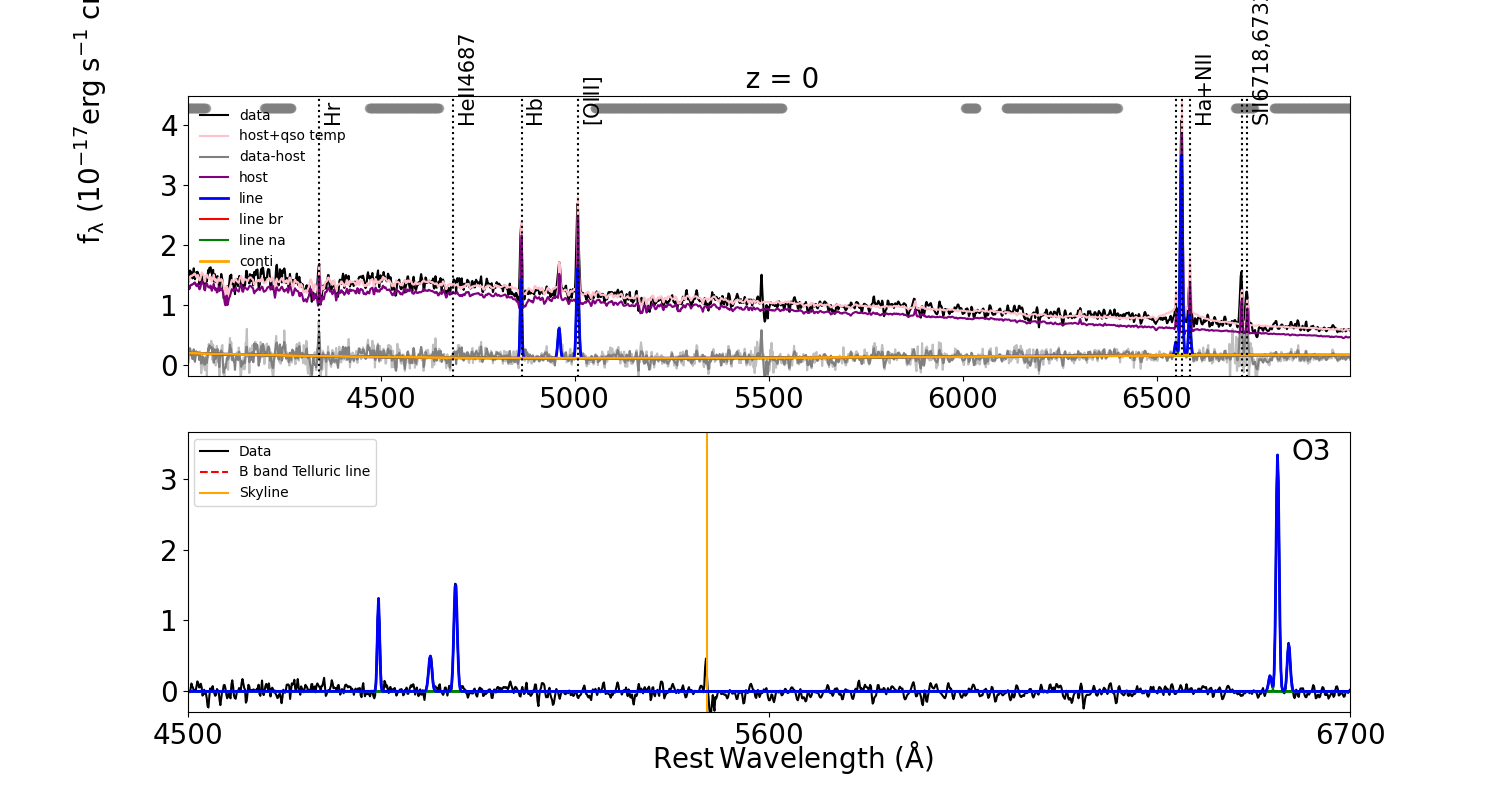 z = 0
f_λ (10^−17 erg s^−1
Hr
HeII4687
Hb
[OIII]
Ha+NII
SII6718,673
data
host+qso temp
data-host
host
line
line br
line na
conti
4
3
2
1
0
4500
5000
5500
6000
6500
Data
B band Telluric line
Skyline
O3
3
2
1
0
4500
5600
6700
Rest Wavelength (Å)